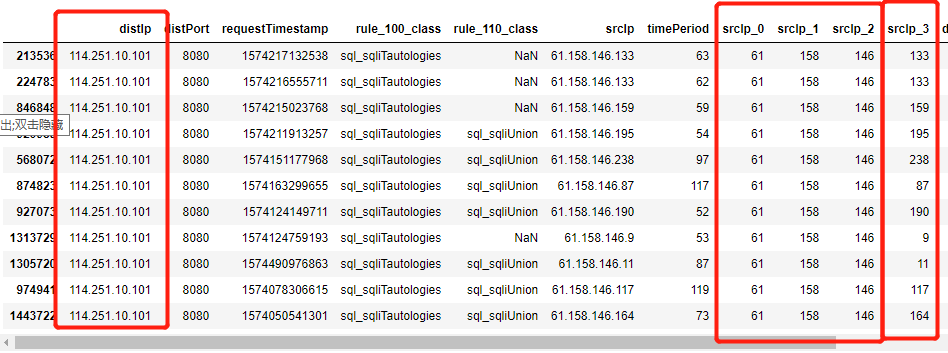 distIp distPort requestTimestamp rule_100_class rule_110_class srcIp timePeriod srcIp_0 srcIp_1 srcIp_2 srcIp_3
213536 114.251.10.101 8080 1574217132538 sql_sqliTautologies NaN 61.158.146.133 63 61 158 146 133
224783 114.251.10.101 8080 1574216555711 sql_sqliTautologies NaN 61.158.146.133 62 61 158 146 133
846848 114.251.10.101 8080 1574215023768 sql_sqliTautologies NaN 61.158.146.159 59 61 158 146 159
出;双击隐藏
114.251.10.101 8080 1574211913257 sql_sqliTautologies sql_sqliUnion 61.158.146.195 54 61 158 146 195
568072 114.251.10.101 8080 1574151177968 sql_sqliTautologies sql_sqliUnion 61.158.146.238 97 61 158 146 238
874823 114.251.10.101 8080 1574163299655 sql_sqliTautologies sql_sqliUnion 61.158.146.87 117 61 158 146 87
927073 114.251.10.101 8080 1574124149711 sql_sqliTautologies sql_sqliUnion 61.158.146.190 52 61 158 146 190
1313729 114.251.10.101 8080 1574124759193 sql_sqliTautologies NaN 61.158.146.9 53 61 158 146 9
1305720 114.251.10.101 8080 1574490976863 sql_sqliTautologies sql_sqliUnion 61.158.146.11 87 61 158 146 11
974941 114.251.10.101 8080 1574078306615 sql_sqliTautologies sql_sqliUnion 61.158.146.117 119 61 158 146 117
1443722 114.251.10.101 8080 1574050541301 sql_sqliTautologies sql_sqliUnion 61.158.146.164 73 61 158 146 164